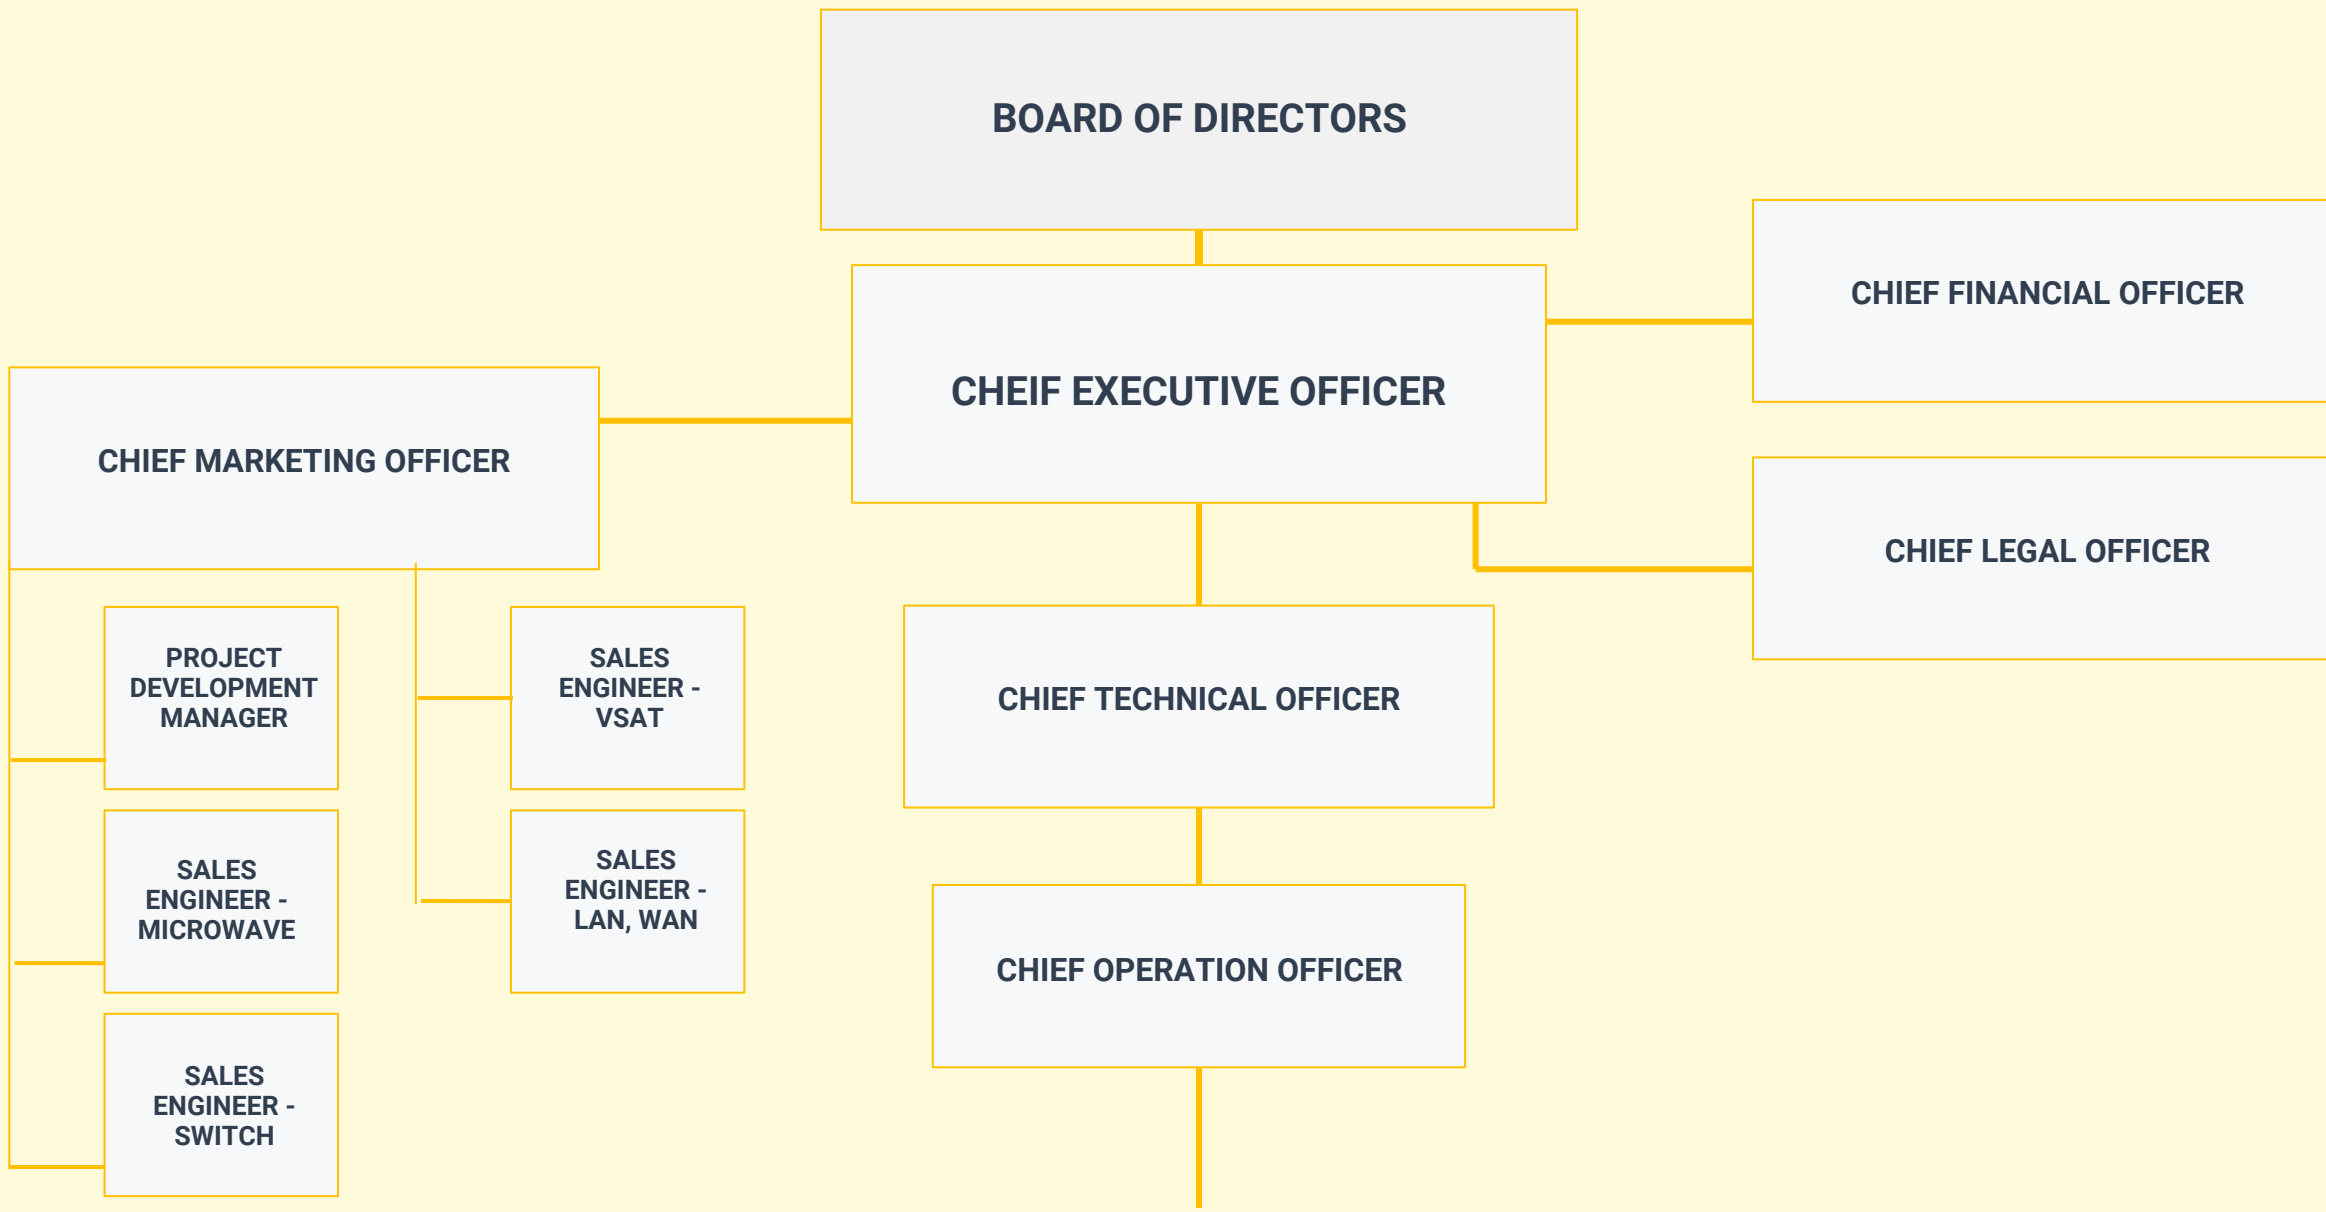 BOARD OF DIRECTORS
CHIEF FINANCIAL OFFICER
CHEIF EXECUTIVE OFFICER
CHIEF MARKETING OFFICER
CHIEF LEGAL OFFICER
PROJECT
DEVELOPMENT
MANAGER
SALES
ENGINEER -
VSAT
CHIEF TECHNICAL OFFICER
SALES
ENGINEER -
MICROWAVE
SALES
ENGINEER -
LAN, WAN
CHIEF OPERATION OFFICER
SALES
ENGINEER -
SWITCH